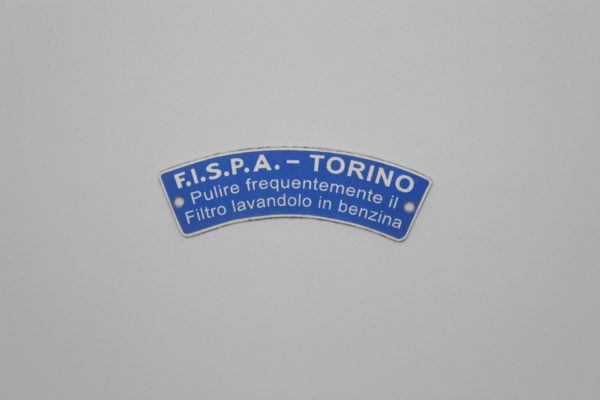 F.I.S.P.A. – TORINO
Pulire frequentemente il
Filtro lavandolo in benzina